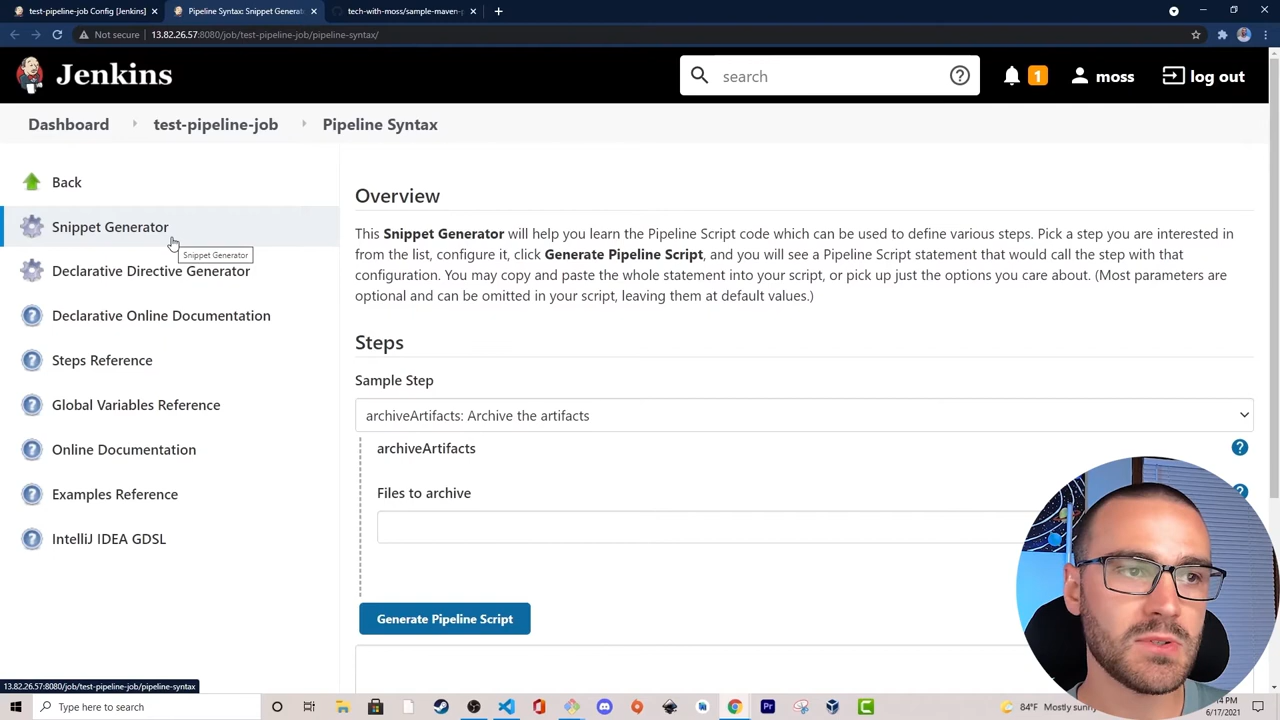 test-pipeline-job Config [Jenkins]
Pipeline Syntax: Snippet Generat
tech-with-moss/sample-maven-p
Not secure
13.82.26.57:8080/job/test-pipeline-job/pipeline-syntax/
Jenkins
search
1
moss
log out
Dashboard
test-pipeline-job
Pipeline Syntax
Back
Snippet Generator
Snippet Generator
Declarative Directive Generator
Declarative Online Documentation
Steps Reference
Global Variables Reference
Online Documentation
Examples Reference
IntelliJ IDEA GDSL
Overview
This Snippet Generator will help you learn the Pipeline Script code which can be used to define various steps. Pick a step you are interested in
from the list, configure it, click Generate Pipeline Script, and you will see a Pipeline Script statement that would call the step with that
configuration. You may copy and paste the whole statement into your script, or pick up just the options you care about. (Most parameters are
optional and can be omitted in your script, leaving them at default values.)
Steps
Sample Step
archiveArtifacts: Archive the artifacts
archiveArtifacts
Files to archive
Generate Pipeline Script
13.82.26.57:8080/job/test-pipeline-job/pipeline-syntax
Type here to search
84°F Mostly sunny
6/17/2021